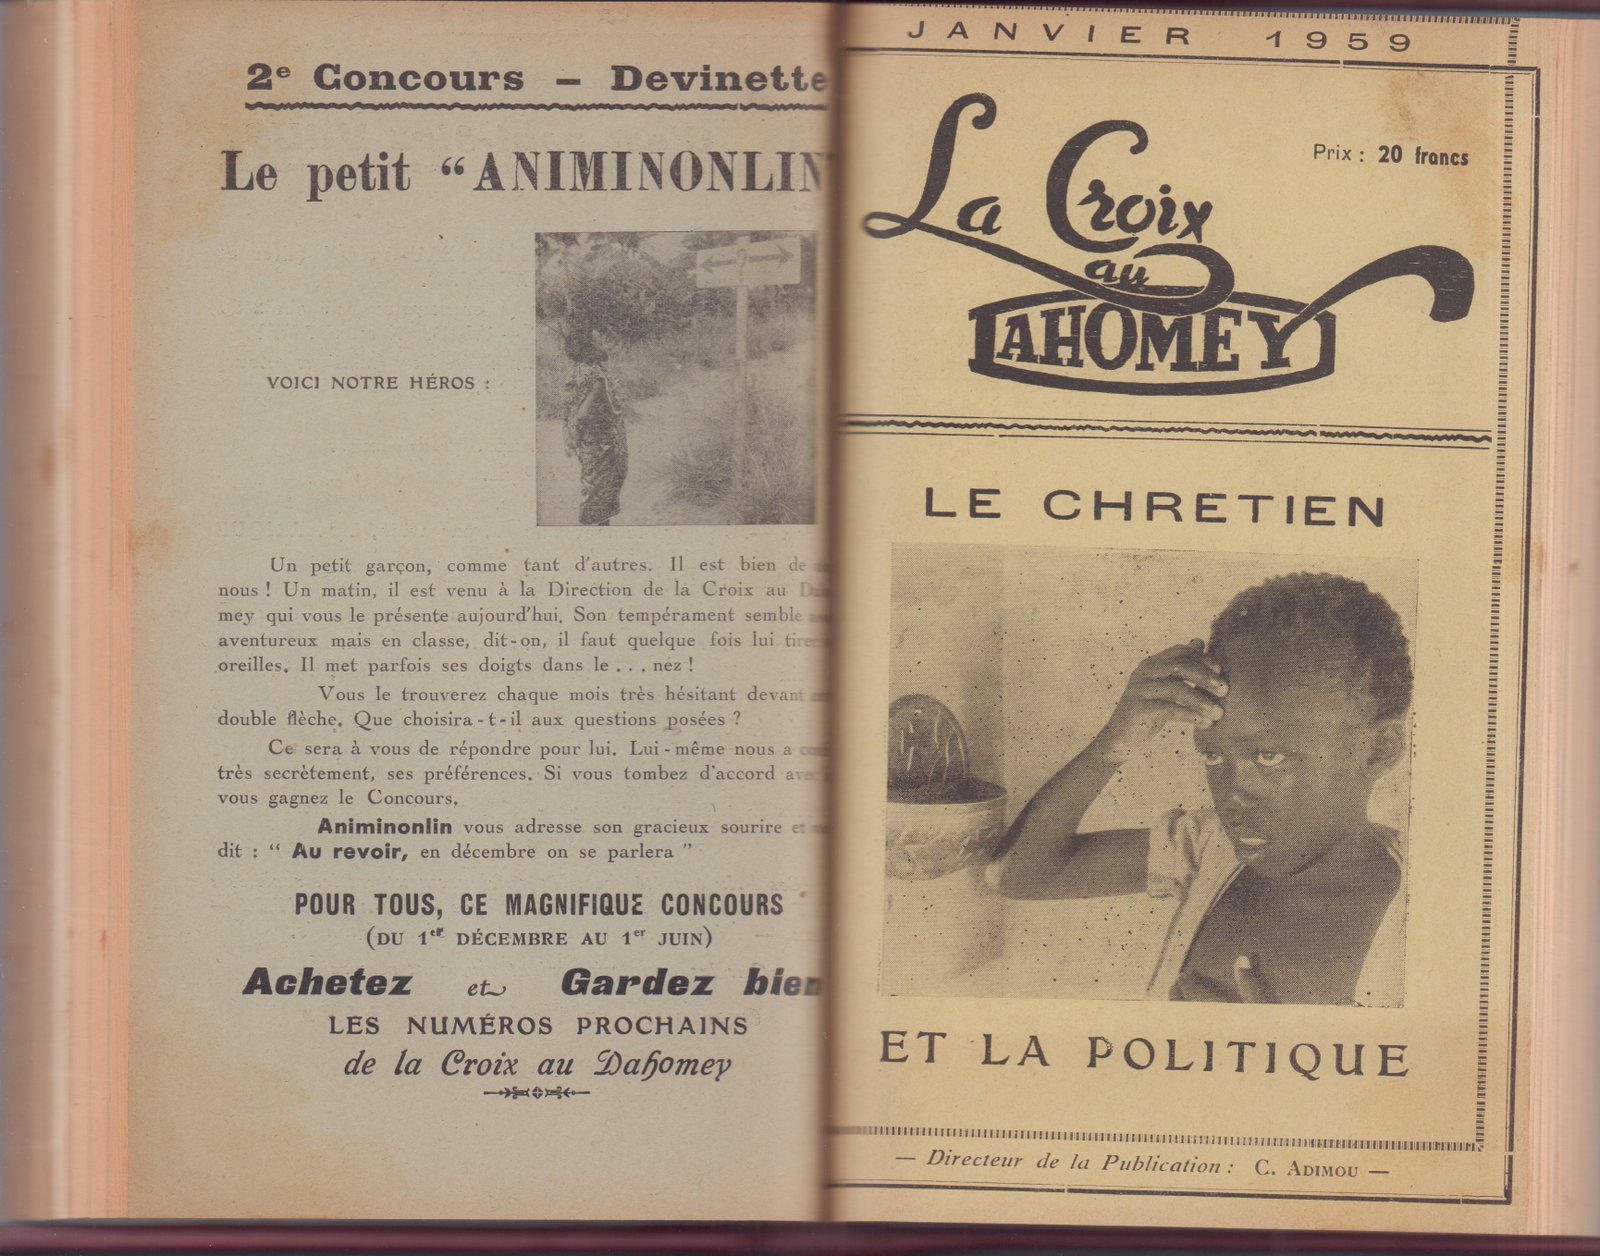 2e Concours — Devinette
Le petit “ANIMINONLIN
VOICI NOTRE HÉROS :
Un petit garçon, comme tant d'autres. Il est bien de
nous ! Un matin, il est venu à la Direction de la Croix au
mey qui vous le présente aujourd'hui. Son tempérament semble
aventureux mais en classe, dit-on, il faut quelque fois lui tirer
oreilles. Il met parfois ses doigts dans le . . . nez !
Vous le trouverez chaque mois très hésitant devant
double flèche. Que choisira-t-il aux questions posées ?
Ce sera à vous de répondre pour lui. Lui-même nous a
très secrètement, ses préférences. Si vous tombez d'accord
vous gagnez le Concours.
Animinonlin vous adresse son gracieux sourire et
dit : “ Au revoir, en décembre on se parlera ”
POUR TOUS, CE MAGNIFIQUE CONCOURS
(DU 1er DÉCEMBRE AU 1er JUIN)
Achetez et Gardez bien
LES NUMÉROS PROCHAINS
de la Croix au Dahomey
JANVIER 1959
Prix : 20 francs
La Croix
au
DAHOMEY
LE CHRETIEN
ET LA POLITIQUE
— Directeur de la Publication : C. ADIMOU —